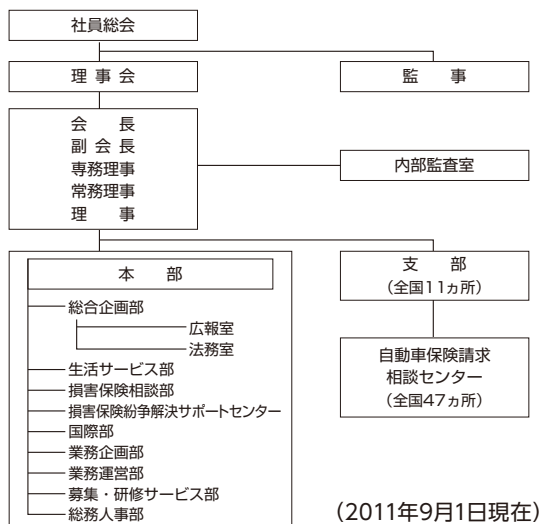 社員総会
理事会
監事
会長
副会長
専務理事
常務理事
理事
内部監査室
本部
総合企画部
広報室
法務室
生活サービス部
損害保険相談部
損害保険紛争解決サポートセンター
国際部
業務企画部
業務運営部
募集・研修サービス部
総務人事部
支部
（全国11ヵ所）
自動車保険請求
相談センター
（全国47ヵ所）
（2011年9月1日現在）